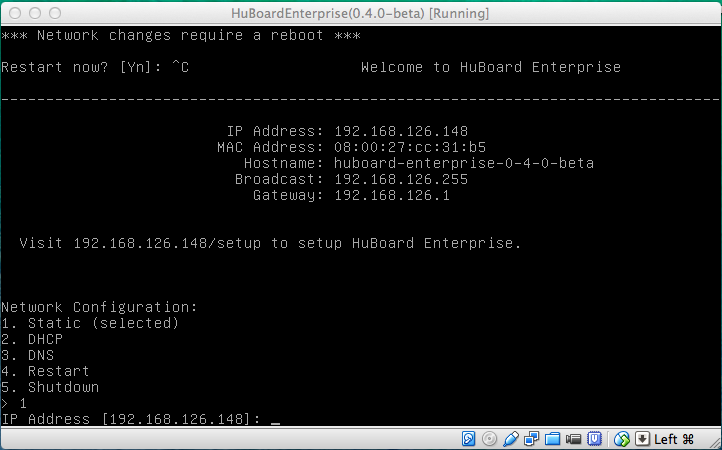 HuBoardEnterprise(0.4.0-beta) [Running]
*** Network changes require a reboot ***
Restart now? [Yn]: ^C Welcome to HuBoard Enterprise
--------------------------------------------------------------------------------
IP Address: 192.168.126.148
MAC Address: 08:00:27:cc:31:b5
Hostname: huboard-enterprise-0-4-0-beta
Broadcast: 192.168.126.255
Gateway: 192.168.126.1
Visit 192.168.126.148/setup to setup HuBoard Enterprise.
Network Configuration:
1. Static (selected)
2. DHCP
3. DNS
4. Restart
5. Shutdown
> 1
IP Address [192.168.126.148]: _
Left ⌘